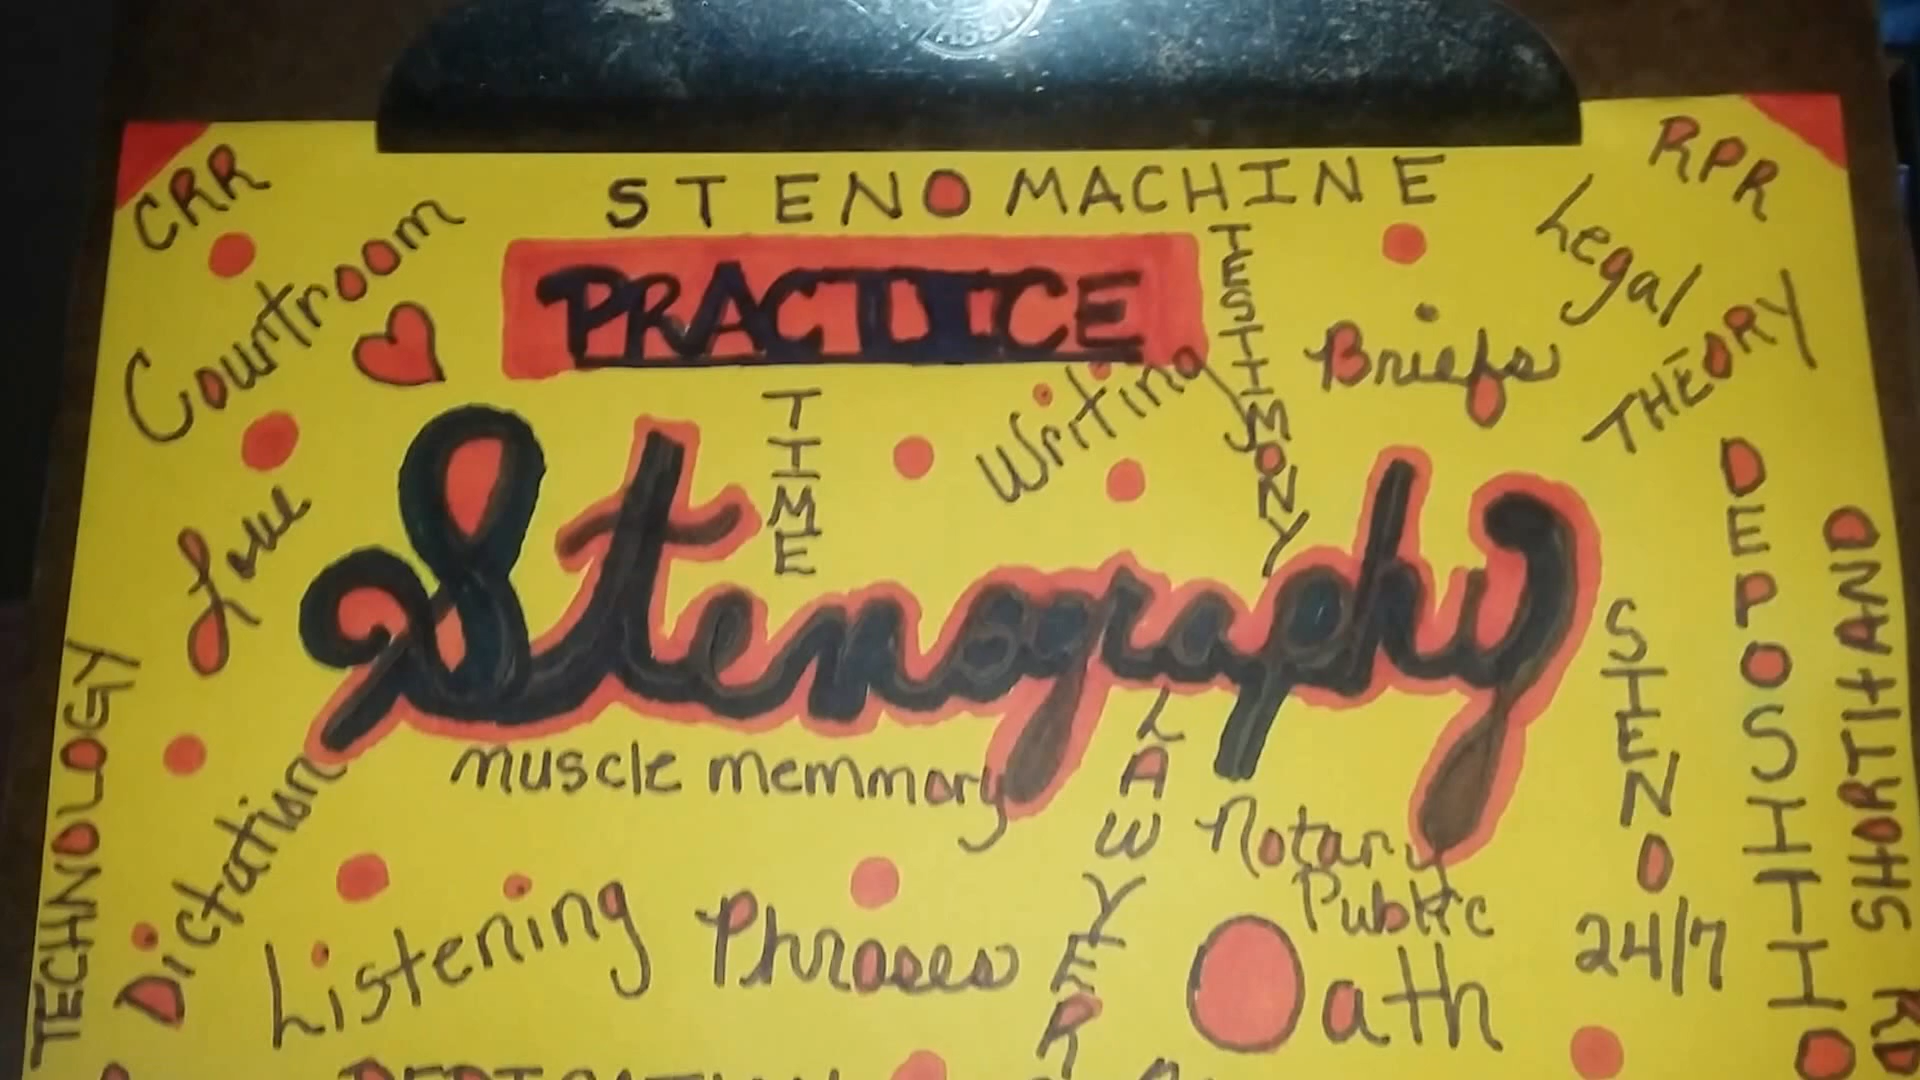 CRR
STENO MACHINE
RPR
Courtroom
PRACTICE
TESTIMONY
Legal
Briefs
THEORY
TIME
Writing
Love
Stenography
DEPOSITIO
SHORTHAND
STENO
24/7
TECHNOLOGY
muscle memmory
LAWYER
Notary
Public
Dictation
Listening
Phrases
Oath